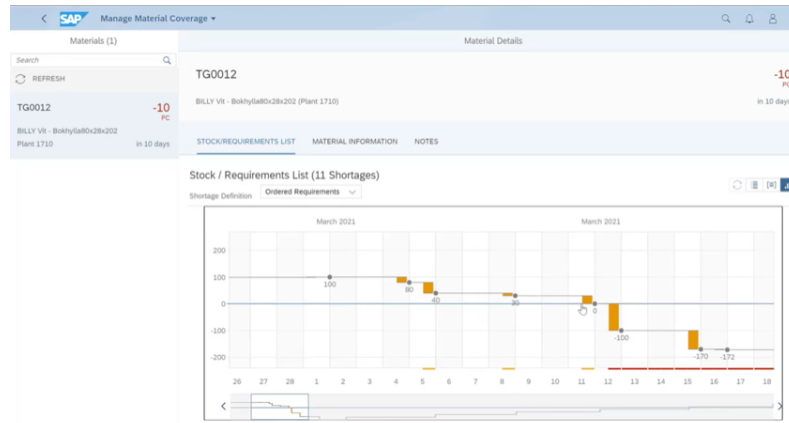 SAP Manage Material Coverage
Materials (1)
Material Details
Search
REFRESH
TG0012
-10
PC
BILLY Vit - Bokhylla80x28x202
Plant 1710
in 10 days
TG0012
-10
BILLY Vit - Bokhylla80x28x202 (Plant 1710)
in 10 days
STOCK/REQUIREMENTS LIST MATERIAL INFORMATION NOTES
Stock / Requirements List (11 Shortages)
Shortage Definition Ordered Requirements
March 2021 March 2021
200
100
0
-100
-200
100
80
40
30
0
-100
-170 -172
26 27 28 1 2 3 4 5 6 7 8 9 10 11 12 13 14 15 16 17 18